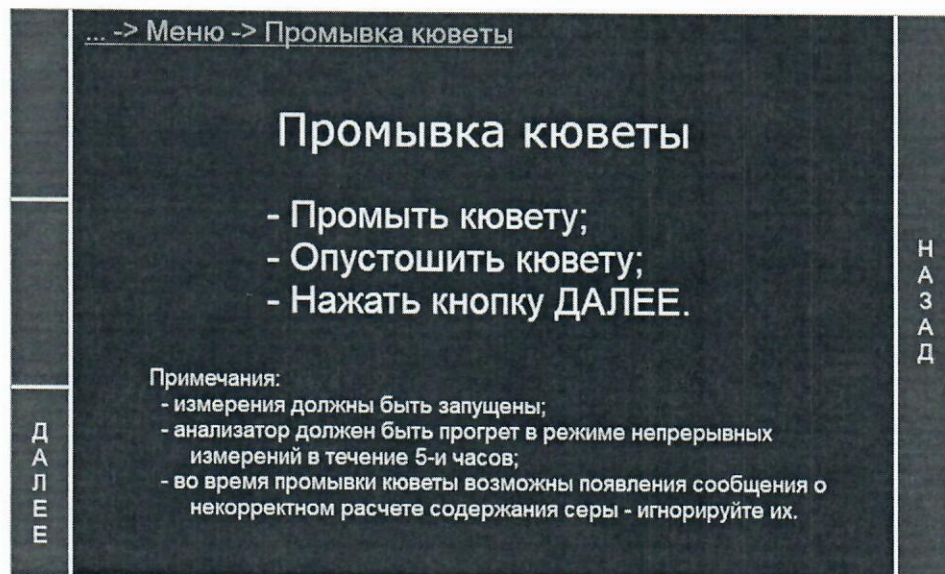 ... -> Меню -> Промывка кюветы
Промывка кюветы
- Промыть кювету;
- Опустошить кювету;
- Нажать кнопку ДАЛЕЕ.
Примечания:
- измерения должны быть запущены;
- анализатор должен быть прогрет в режиме непрерывных
измерений в течение 5-и часов;
- во время промывки кюветы возможны появления сообщения о
некорректном расчете содержания серы - игнорируйте их.
ДАЛЕЕ
НАЗАД